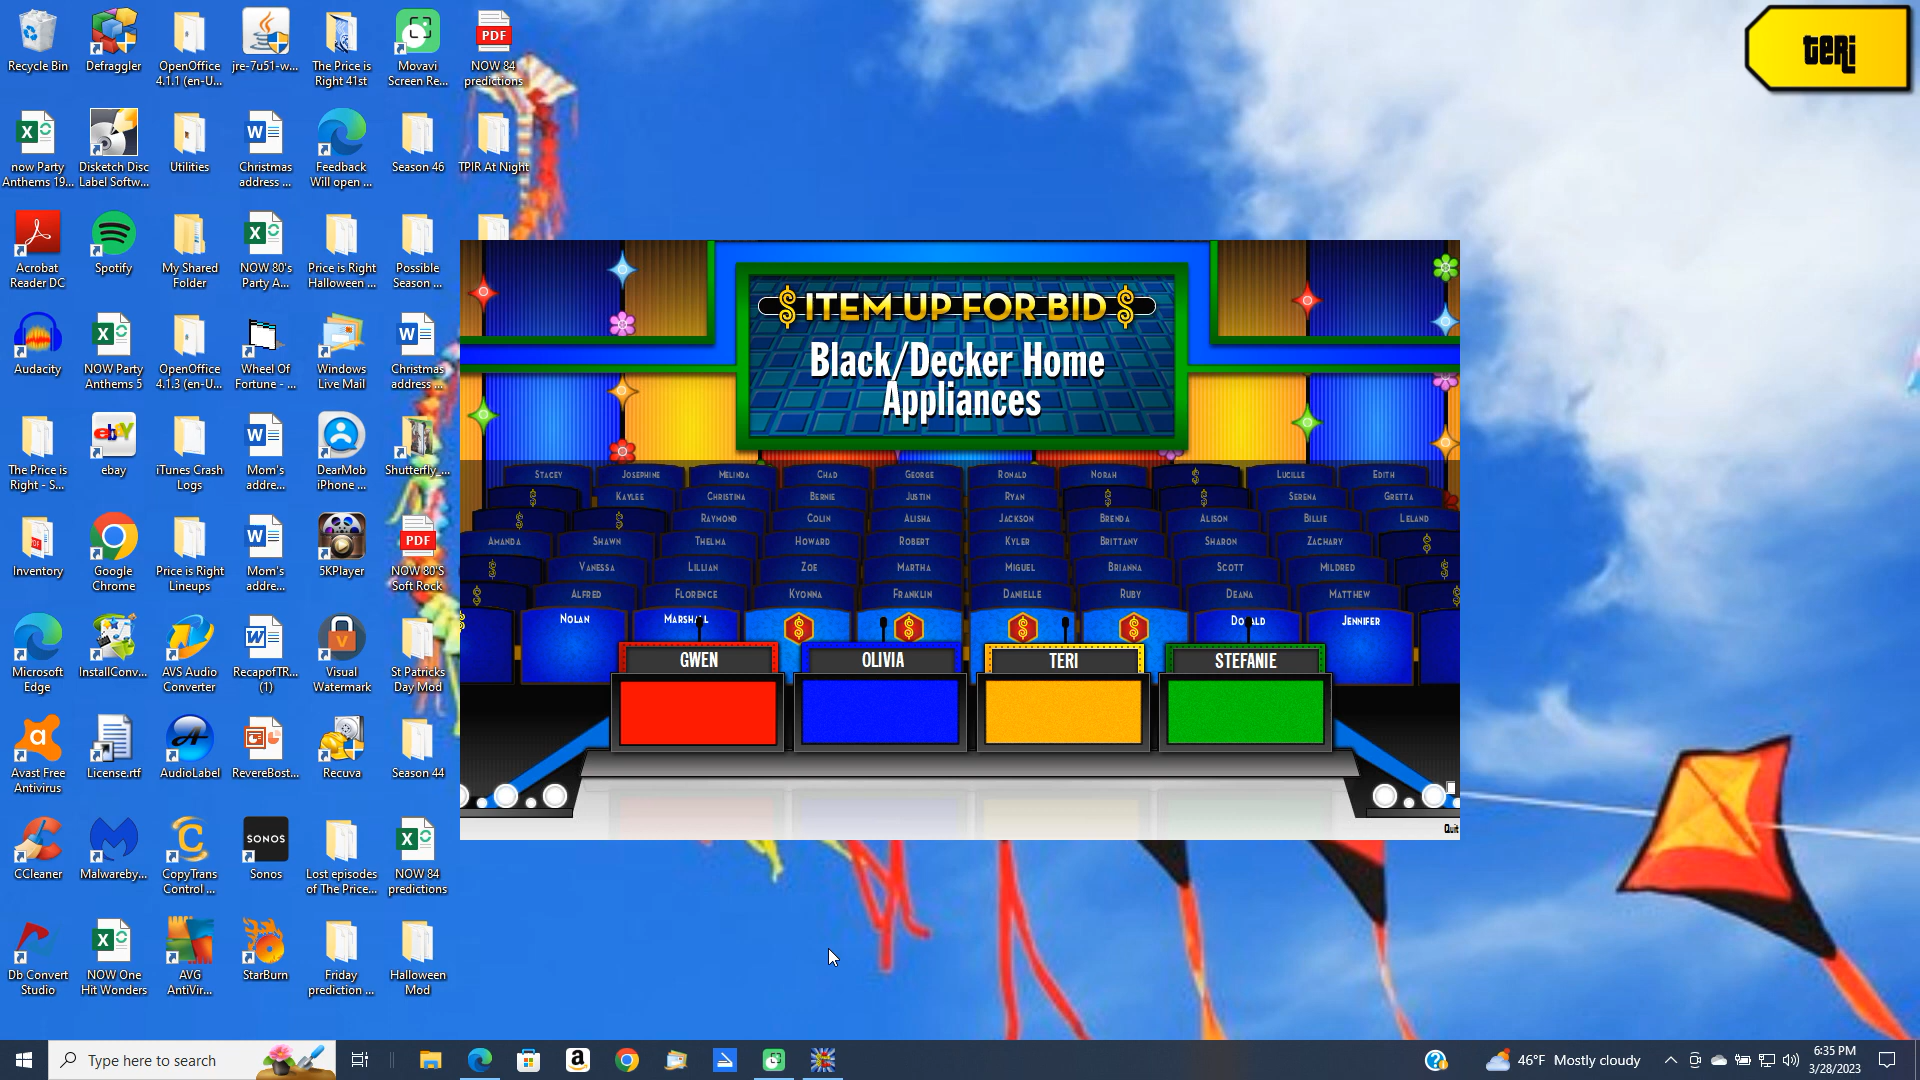 Recycle Bin
Defraggler
OpenOffice
4.1.1 (en-U...
jre-7u51-w...
The Price is
Right 41st
Movavi
Screen Re...
PDF
NOW 84
predictions
TERI
now Party
Anthems 19...
Disketch Disc
Label Softw...
Utilities
Christmas
address ...
Feedback
Will open ...
Season 46
TPIR At Night
Acrobat
Reader DC
Spotify
My Shared
Folder
NOW 80's
Party A...
Price is Right
Halloween ...
Possible
Season ...
Audacity
NOW Party
Anthems 5
OpenOffice
4.1.3 (en-U...
Wheel Of
Fortune - ...
Windows
Live Mail
Christmas
address ...
The Price is
Right - S...
ebay
iTunes Crash
Logs
Mom's
addre...
DearMob
iPhone ...
Shutterfly_...
Inventory
Google
Chrome
Price is Right
Lineups
Mom's
addre...
5KPlayer
PDF
NOW 80'S
Soft Rock
Microsoft
Edge
InstallConv...
AVS Audio
Converter
RecapofTR...
(1)
Visual
Watermark
St Patricks
Day Mod
Avast Free
Antivirus
License.rtf
AudioLabel
RevereBost...
Recuva
Season 44
CCleaner
Malwareby...
CopyTrans
Control ...
SONOS
Sonos
Lost episodes
of The Price...
NOW 84
predictions
Db Convert
Studio
NOW One
Hit Wonders
AVG
AntiVir...
StarBurn
Friday
prediction ...
Halloween
Mod
$ ITEM UP FOR BID $
Black/Decker Home
Appliances
STACEY JOSEPHINE MELINDA CHAD GEORGE RONALD NORAH $ LUCILLE EDITH
$ KAYLEE CHRISTINA BERNIE JUSTIN RYAN $ $ SERENA GRETTA
$ $ RAYMOND COLIN ALISHA JACKSON BRENDA ALISON BILLIE LELAND
AMANDA SHAWN THELMA HOWARD ROBERT KYLER BRITTANY SHARON ZACHARY $
$ VANESSA LILLIAN ZOE MARTHA MIGUEL BRIANNA SCOTT MILDRED $
$ ALFRED FLORENCE KYONNA FRANKLIN DANIELLE RUBY DEANA MATTHEW $
$ NOLAN MARSHALL $ $ $ $ DONALD JENNIFER
GWEN OLIVIA TERI STEFANIE
Quit
Type here to search
46°F Mostly cloudy
6:35 PM
3/28/2023